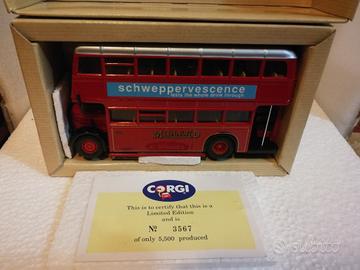 schweppervescence
lasts the whole drink through
CORGI
This is to certify that this is a
Limited Edition
and is
Nº 3567
of only 5,500 produced
subito